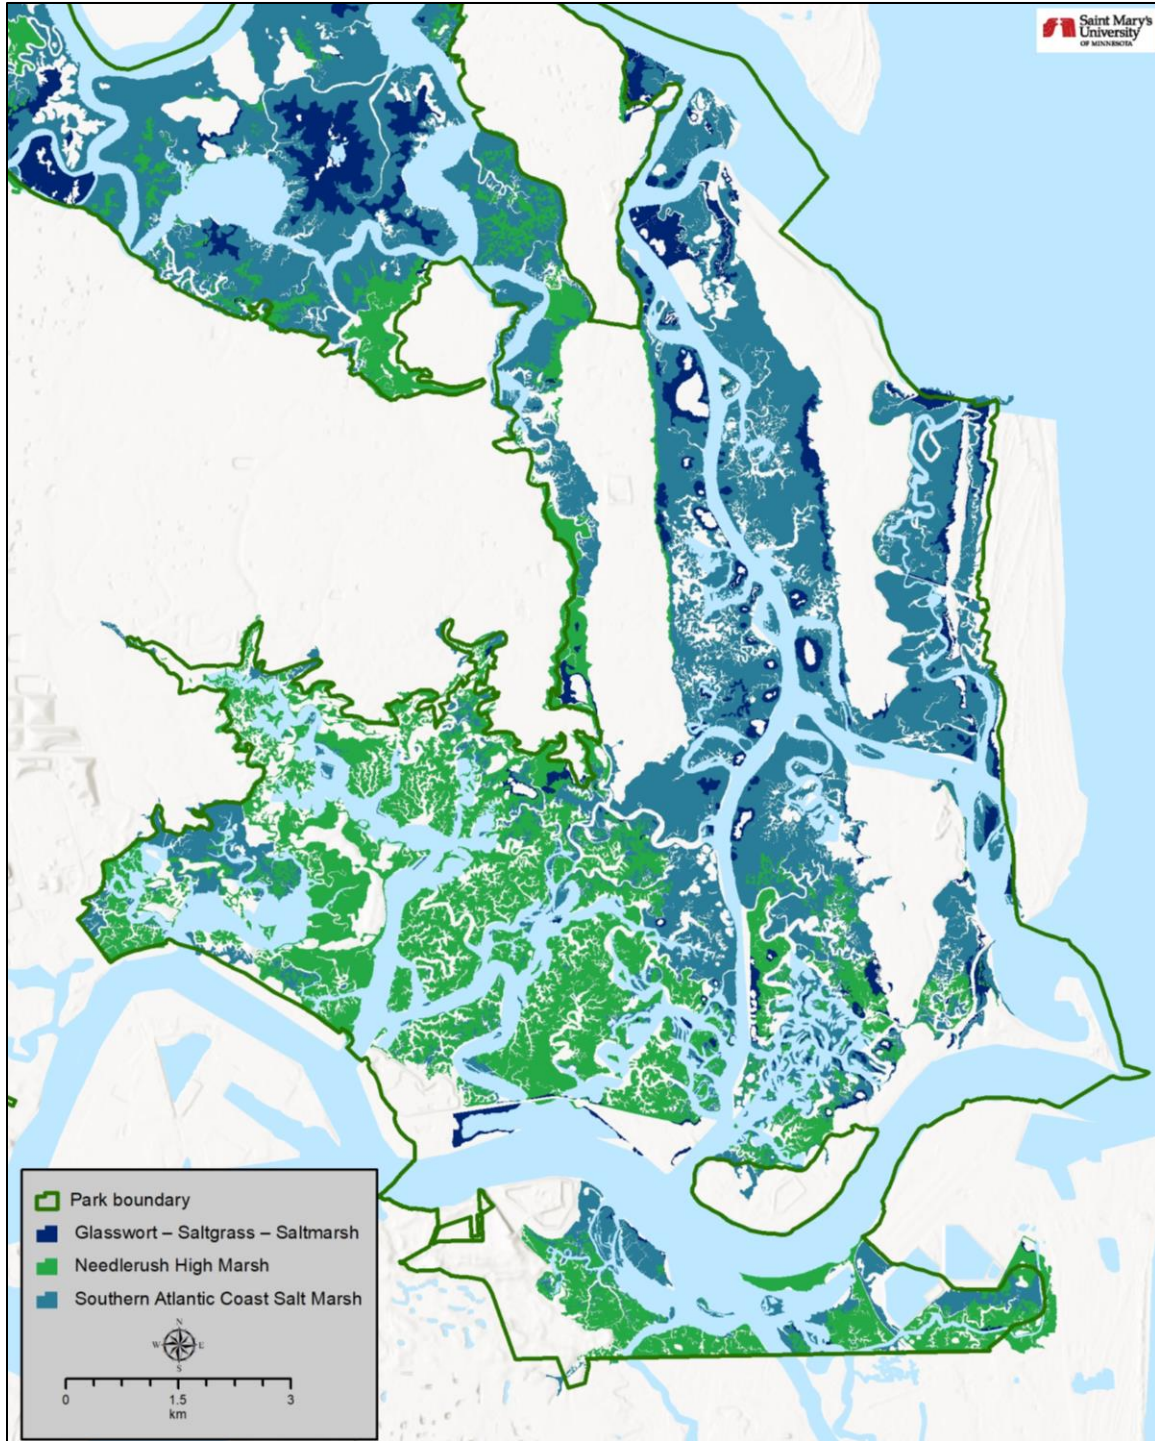 Saint Mary's
University
OF MINNESOTA
Park boundary
Glasswort – Saltgrass – Saltmarsh
Needlerush High Marsh
Southern Atlantic Coast Salt Marsh
N
W E
S
0 1.5 3
km